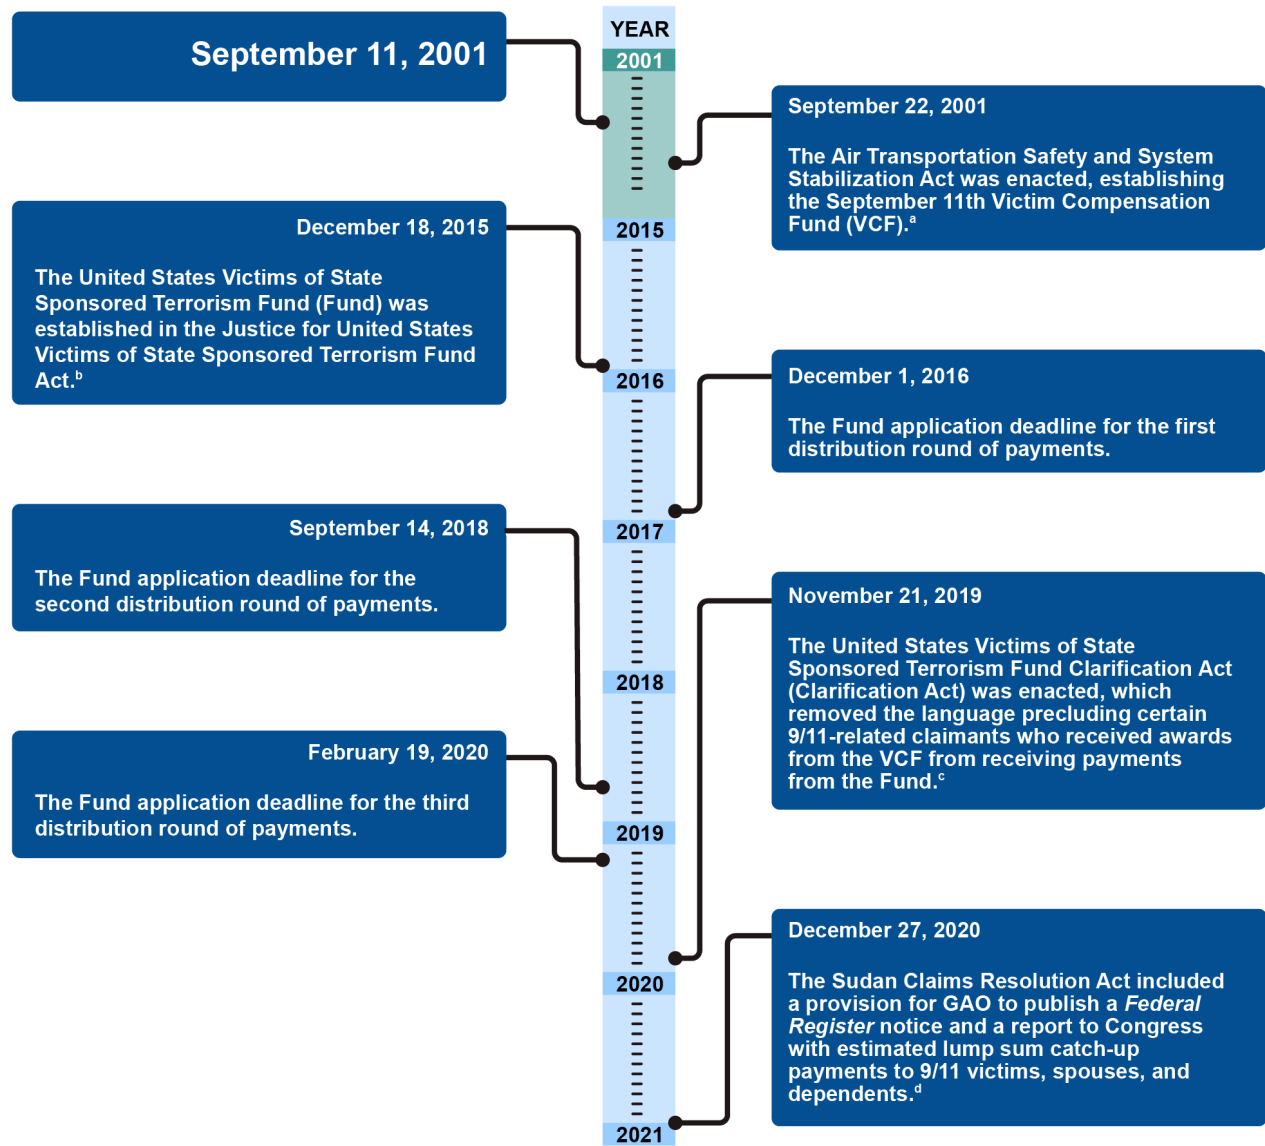 YEAR
2001
September 11, 2001
September 22, 2001
The Air Transportation Safety and System
Stabilization Act was enacted, establishing
the September 11th Victim Compensation
Fund (VCF).a
2015
December 18, 2015
The United States Victims of State
Sponsored Terrorism Fund (Fund) was
established in the Justice for United States
Victims of State Sponsored Terrorism Fund
Act.b
2016
December 1, 2016
The Fund application deadline for the first
distribution round of payments.
2017
September 14, 2018
The Fund application deadline for the
second distribution round of payments.
November 21, 2019
The United States Victims of State
Sponsored Terrorism Fund Clarification Act
(Clarification Act) was enacted, which
removed the language precluding certain
9/11-related claimants who received awards
from the VCF from receiving payments
from the Fund.c
2018
February 19, 2020
The Fund application deadline for the third
distribution round of payments.
2019
December 27, 2020
The Sudan Claims Resolution Act included
a provision for GAO to publish a Federal
Register notice and a report to Congress
with estimated lump sum catch-up
payments to 9/11 victims, spouses, and
dependents.d
2020
2021